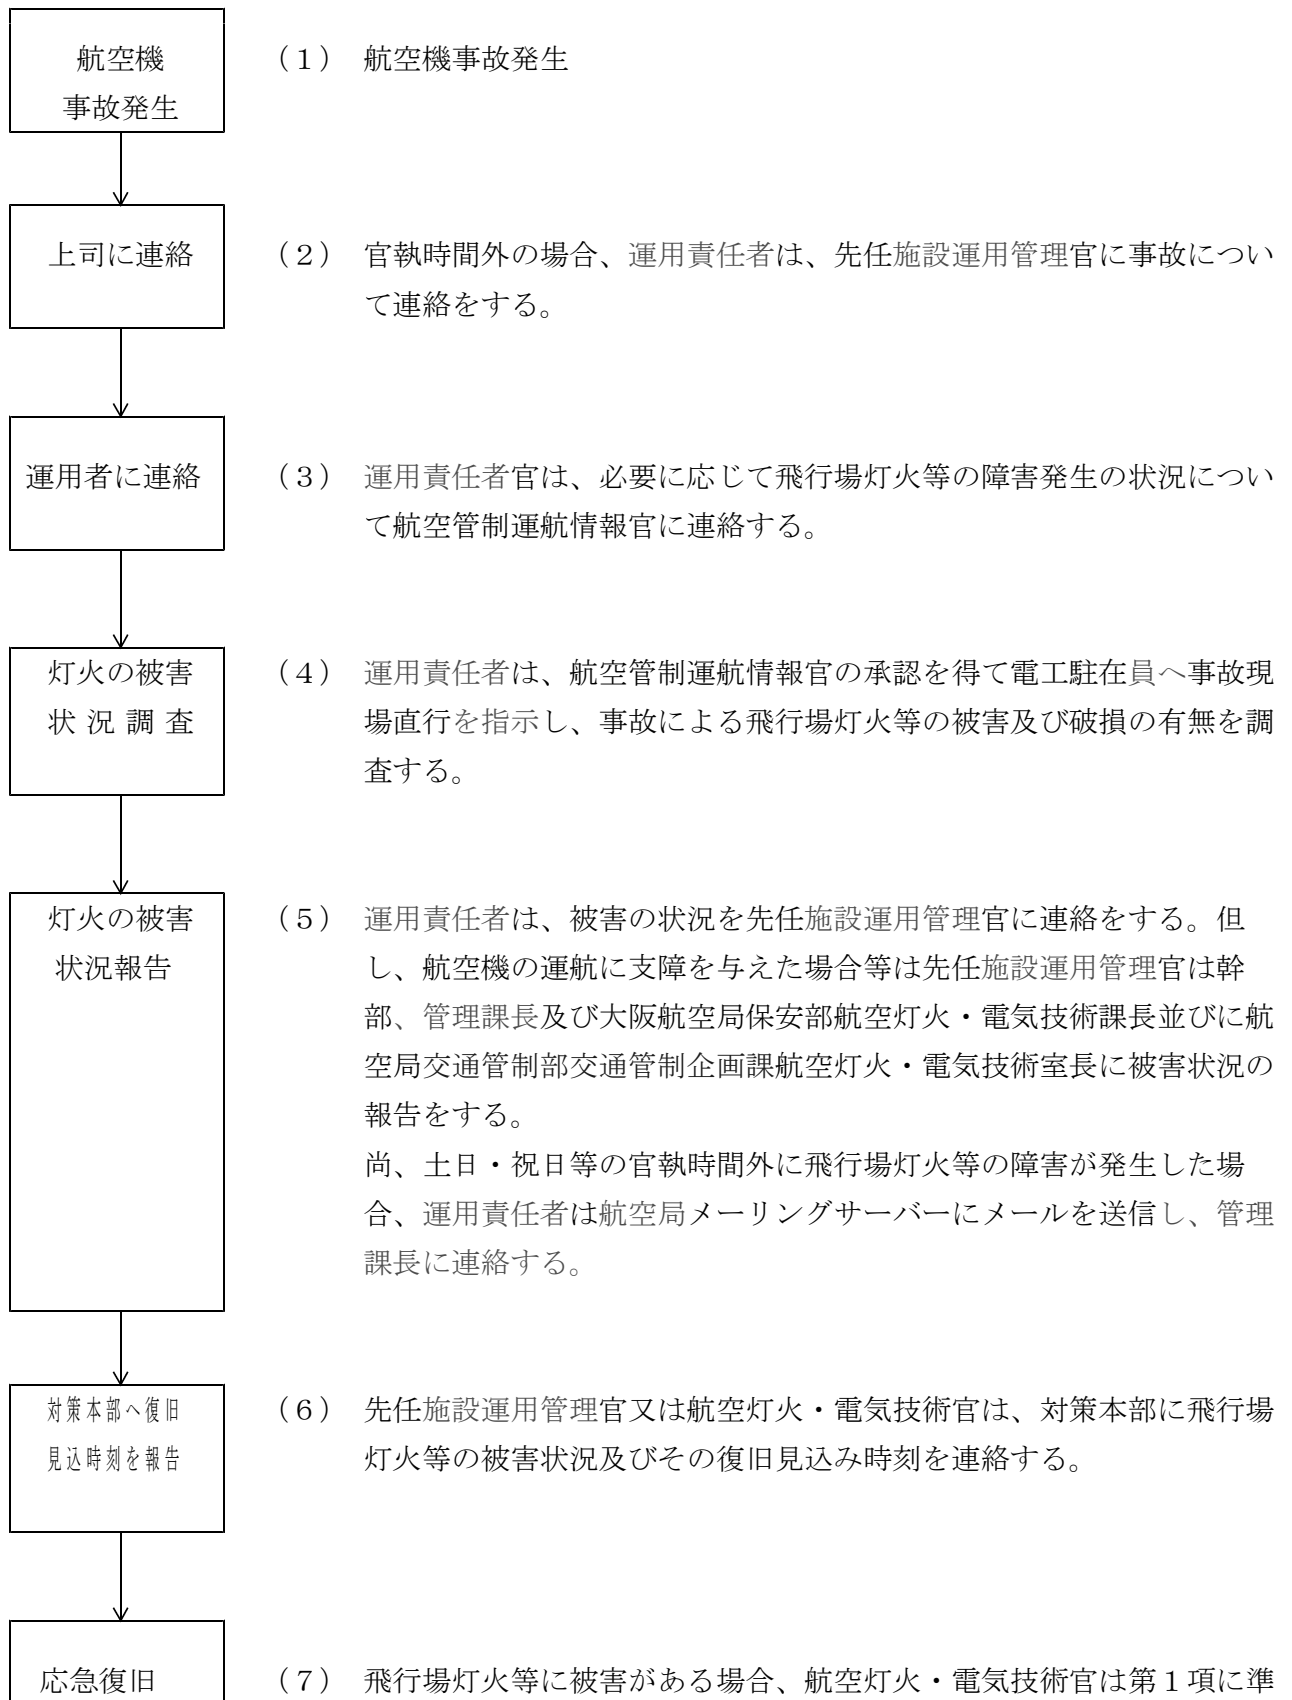 航空機
事故発生
(1) 航空機事故発生
上司に連絡
(2) 官執時間外の場合、運用責任者は、先任施設運用管理官に事故につい
て連絡をする。
運用者に連絡
(3) 運用責任者官は、必要に応じて飛行場灯火等の障害発生の状況につい
て航空管制運航情報官に連絡する。
灯火の被害
状 況 調 査
(4) 運用責任者は、航空管制運航情報官の承認を得て電工駐在員へ事故現
場直行を指示し、事故による飛行場灯火等の被害及び破損の有無を調
査する。
灯火の被害
状況報告
(5) 運用責任者は、被害の状況を先任施設運用管理官に連絡をする。但
し、航空機の運航に支障を与えた場合等は先任施設運用管理官は幹
部、管理課長及び大阪航空局保安部航空灯火・電気技術課長並びに航
空局交通管制部交通管制企画課航空灯火・電気技術室長に被害状況の
報告をする。
尚、土日・祝日等の官執時間外に飛行場灯火等の障害が発生した場
合、運用責任者は航空局メーリングサーバーにメールを送信し、管理
課長に連絡する。
対策本部へ復旧
見込時刻を報告
(6) 先任施設運用管理官又は航空灯火・電気技術官は、対策本部に飛行場
灯火等の被害状況及びその復旧見込み時刻を連絡する。
応急復旧
(7) 飛行場灯火等に被害がある場合、航空灯火・電気技術官は第1項に準